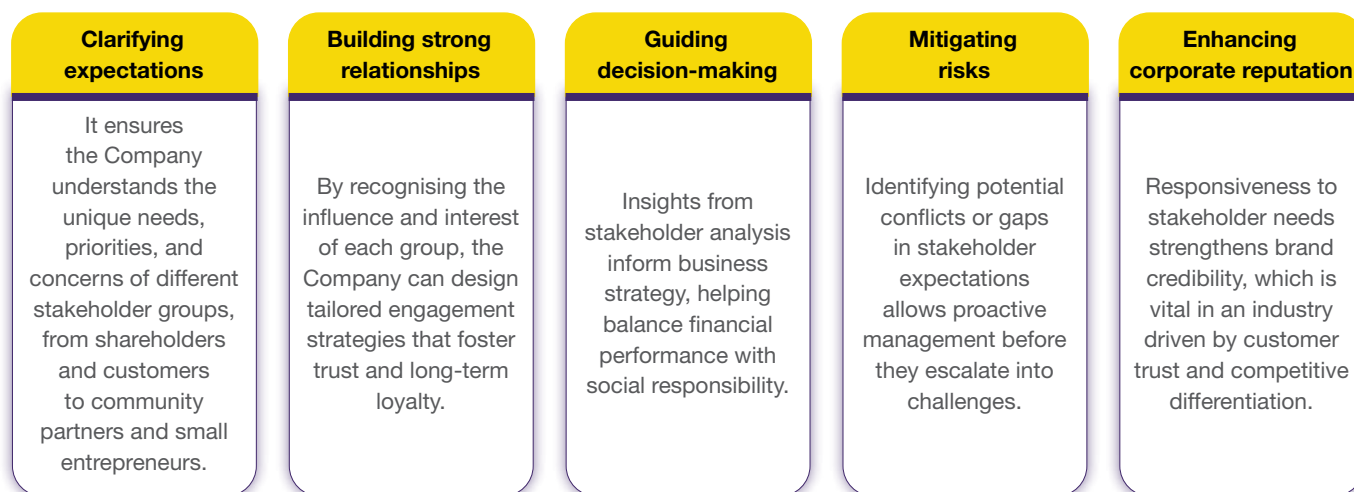 Clarifying
expectations
It ensures
the Company
understands the
unique needs,
priorities, and
concerns of different
stakeholder groups,
from shareholders
and customers
to community
partners and small
entrepreneurs.
Building strong
relationships
By recognising the
influence and interest
of each group, the
Company can design
tailored engagement
strategies that foster
trust and long-term
loyalty.
Guiding
decision-making
Insights from
stakeholder analysis
inform business
strategy, helping
balance financial
performance with
social responsibility.
Mitigating
risks
Identifying potential
conflicts or gaps
in stakeholder
expectations
allows proactive
management before
they escalate into
challenges.
Enhancing
corporate reputation
Responsiveness to
stakeholder needs
strengthens brand
credibility, which is
vital in an industry
driven by customer
trust and competitive
differentiation.